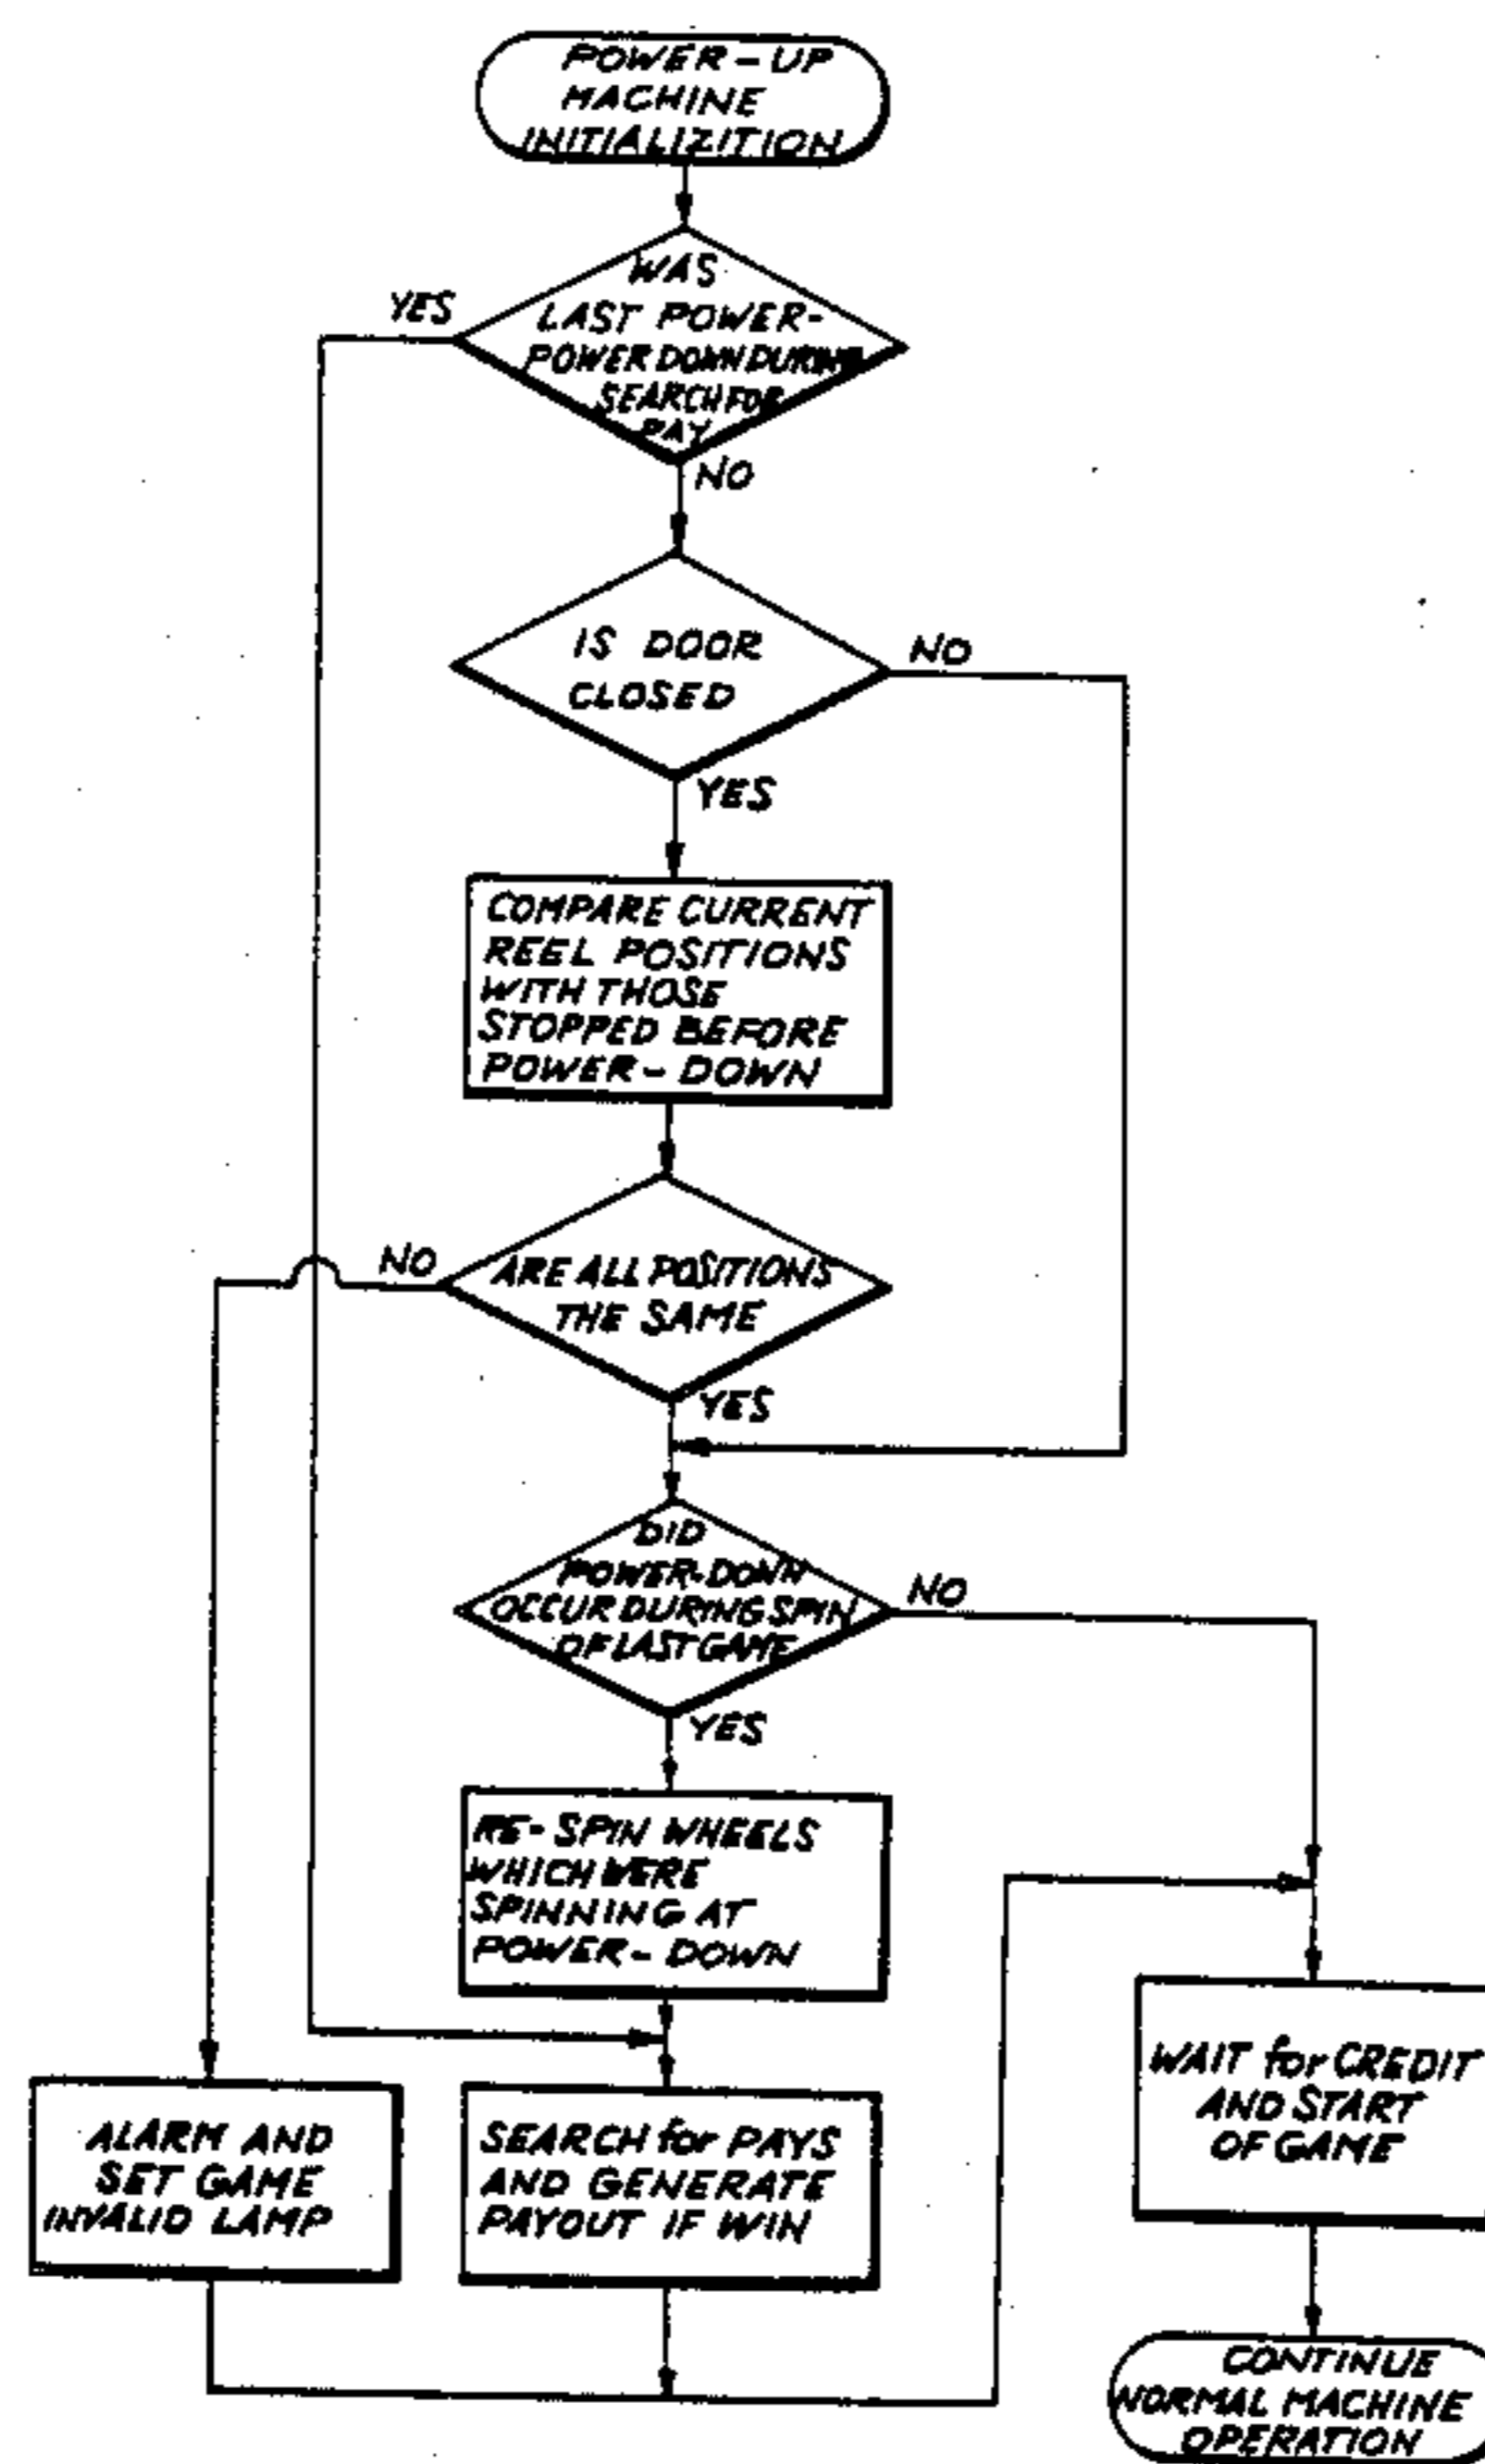 POWER-UP
MACHINE
INITIALIZITION
WAS
LAST POWER-
POWER DOWN DURING
SEARCH FOR
PAY
YES
NO
IS DOOR
CLOSED
NO
YES
COMPARE CURRENT
REEL POSITIONS
WITH THOSE
STOPPED BEFORE
POWER-DOWN
ARE ALL POSITIONS
THE SAME
NO
YES
DID
POWER-DOWN
OCCUR DURING SPIN
OF LAST GAME
NO
YES
RE-SPIN WHEELS
WHICH WERE
SPINNING AT
POWER-DOWN
ALARM AND
SET GAME
INVALID LAMP
SEARCH for PAYS
AND GENERATE
PAYOUT IF WIN
WAIT for CREDIT
AND START
OF GAME
CONTINUE
NORMAL MACHINE
OPERATION